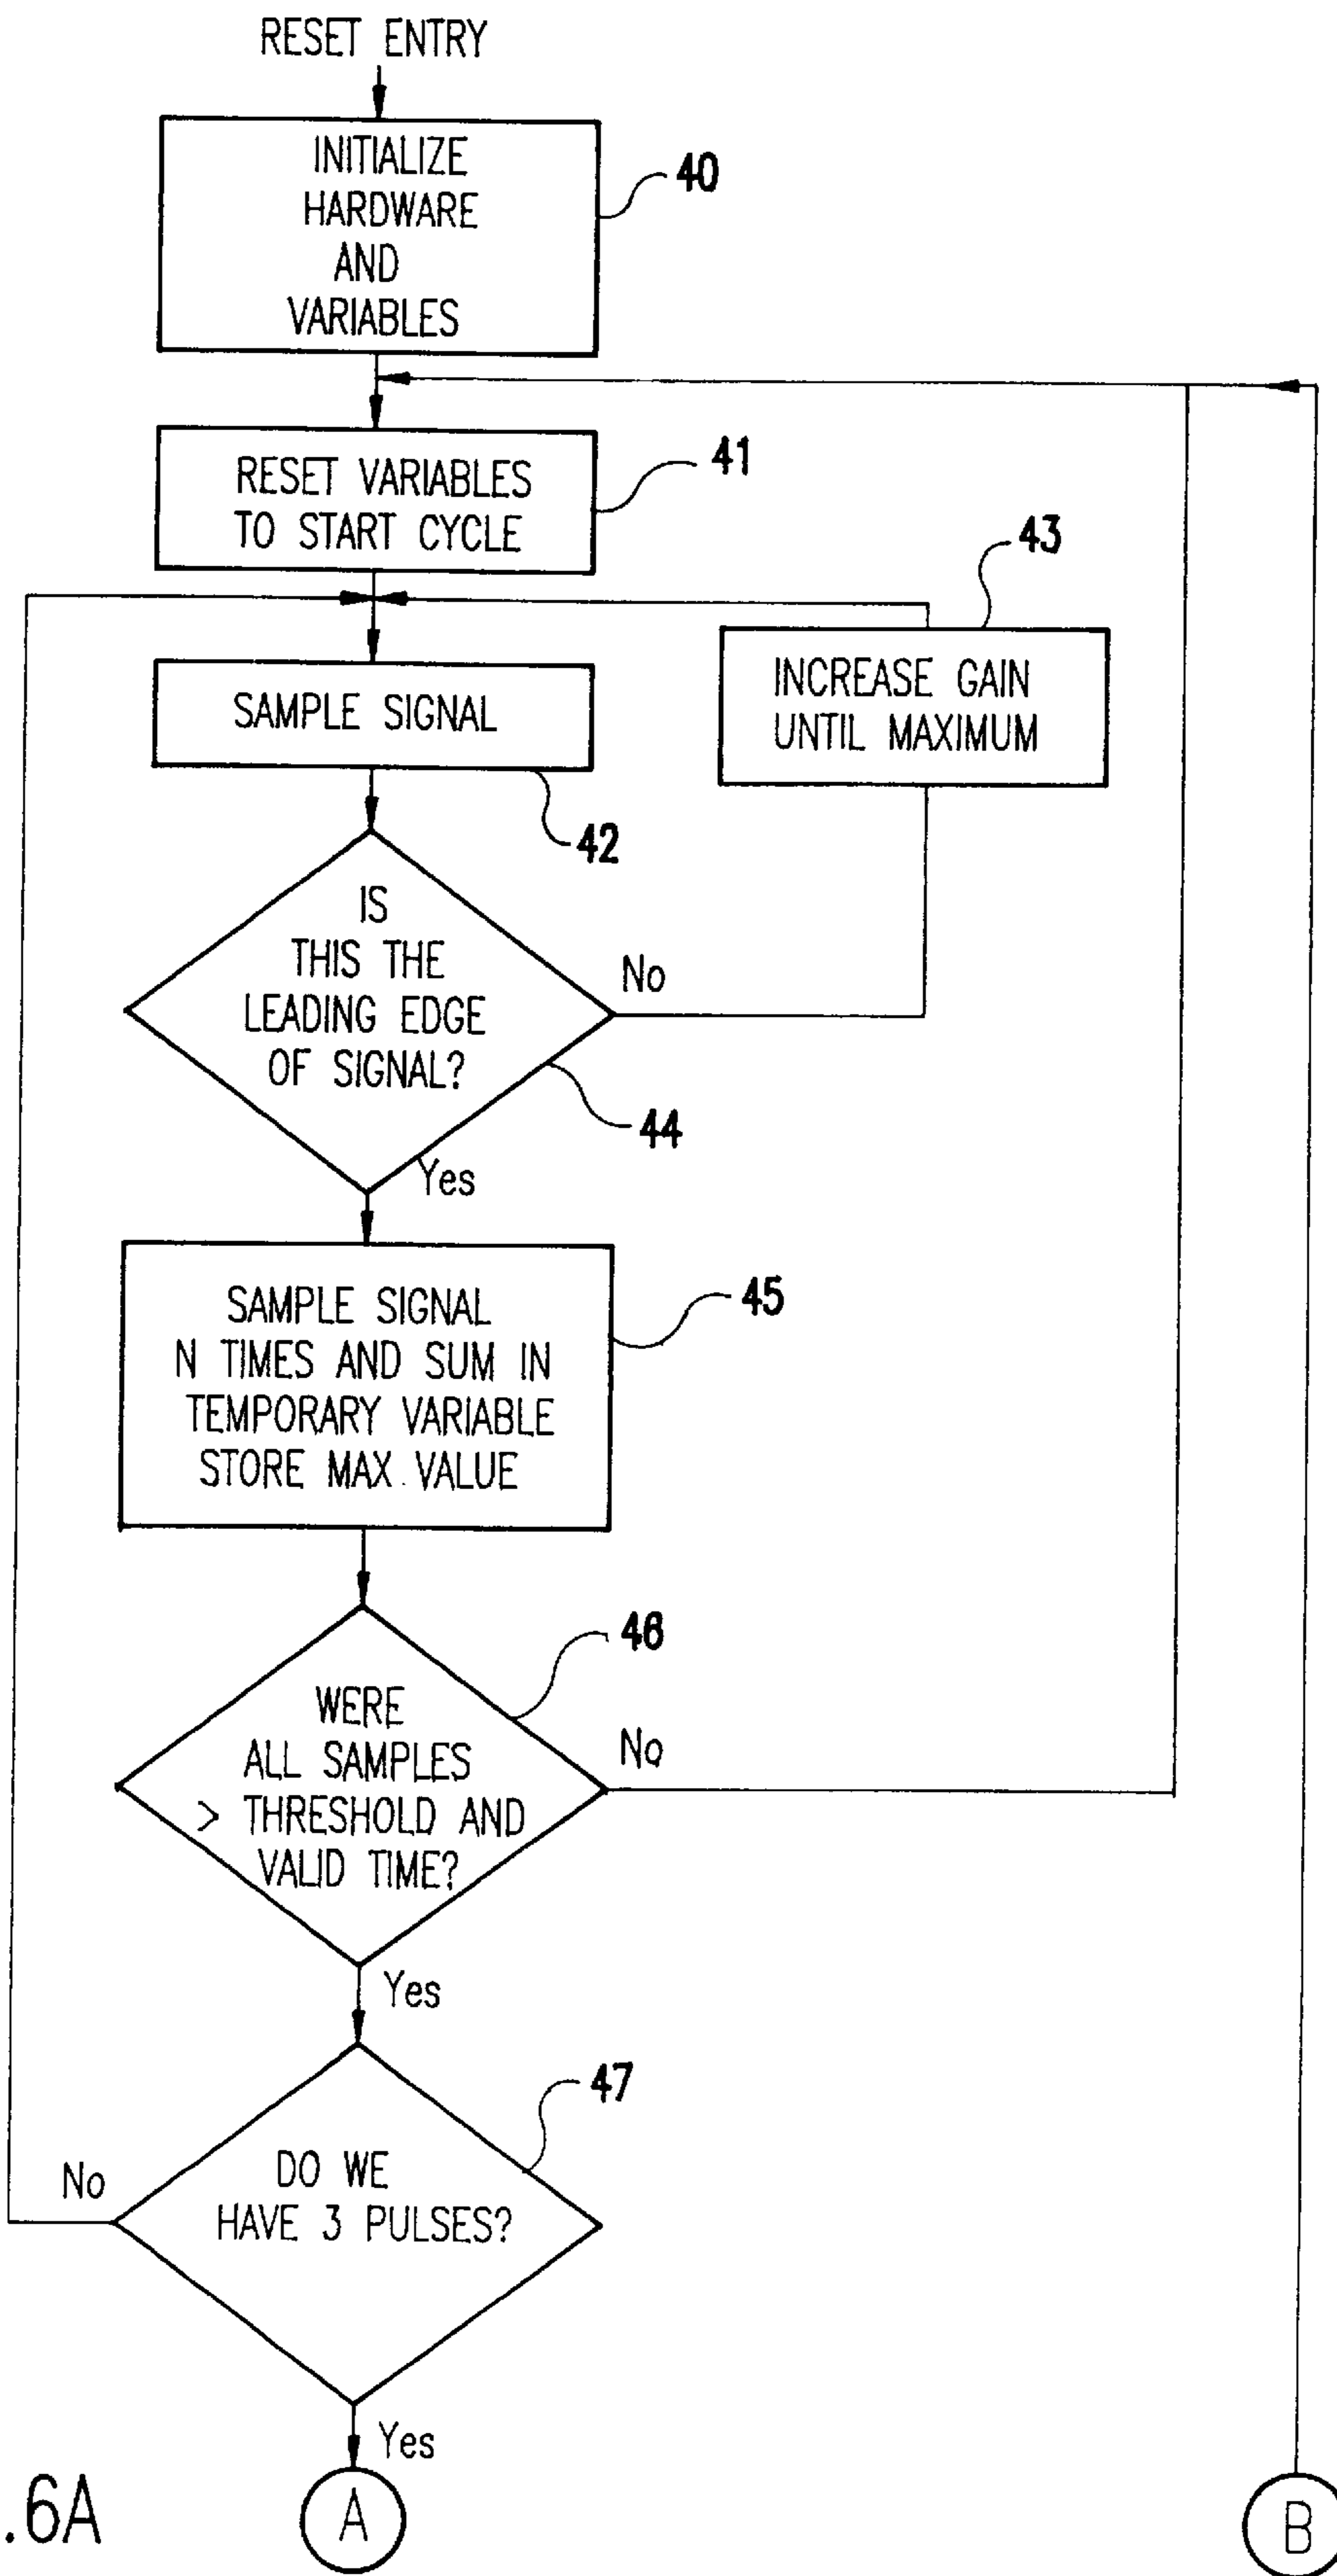 RESET ENTRY
INITIALIZE
HARDWARE
AND
VARIABLES
40
RESET VARIABLES
TO START CYCLE
41
43
INCREASE GAIN
UNTIL MAXIMUM
SAMPLE SIGNAL
42
IS
THIS THE
LEADING EDGE
OF SIGNAL?
No
44
Yes
SAMPLE SIGNAL
N TIMES AND SUM IN
TEMPORARY VARIABLE
STORE MAX. VALUE
45
46
WERE
ALL SAMPLES
> THRESHOLD AND
VALID TIME?
No
Yes
47
DO WE
HAVE 3 PULSES?
No
Yes
.6A
A
B